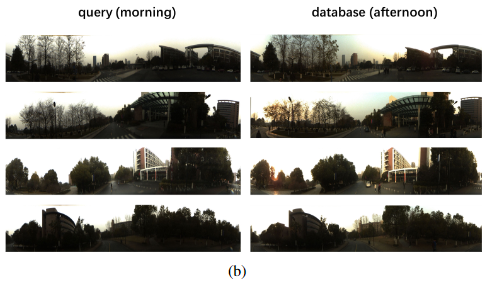 query (morning)
database (afternoon)
(b)